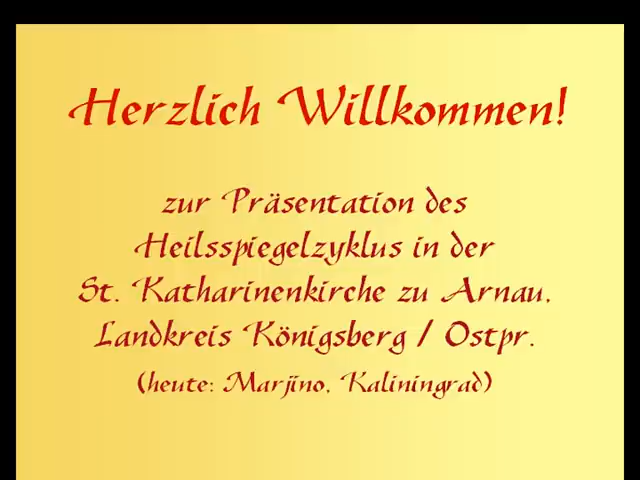 Herzlich Willkommen!
zur Präsentation des
Heilsspiegelzyklus in der
St. Katharinenkirche zu Arnau,
Landkreis Königsberg / Ostpr.
(heute: Marjino, Kaliningrad)